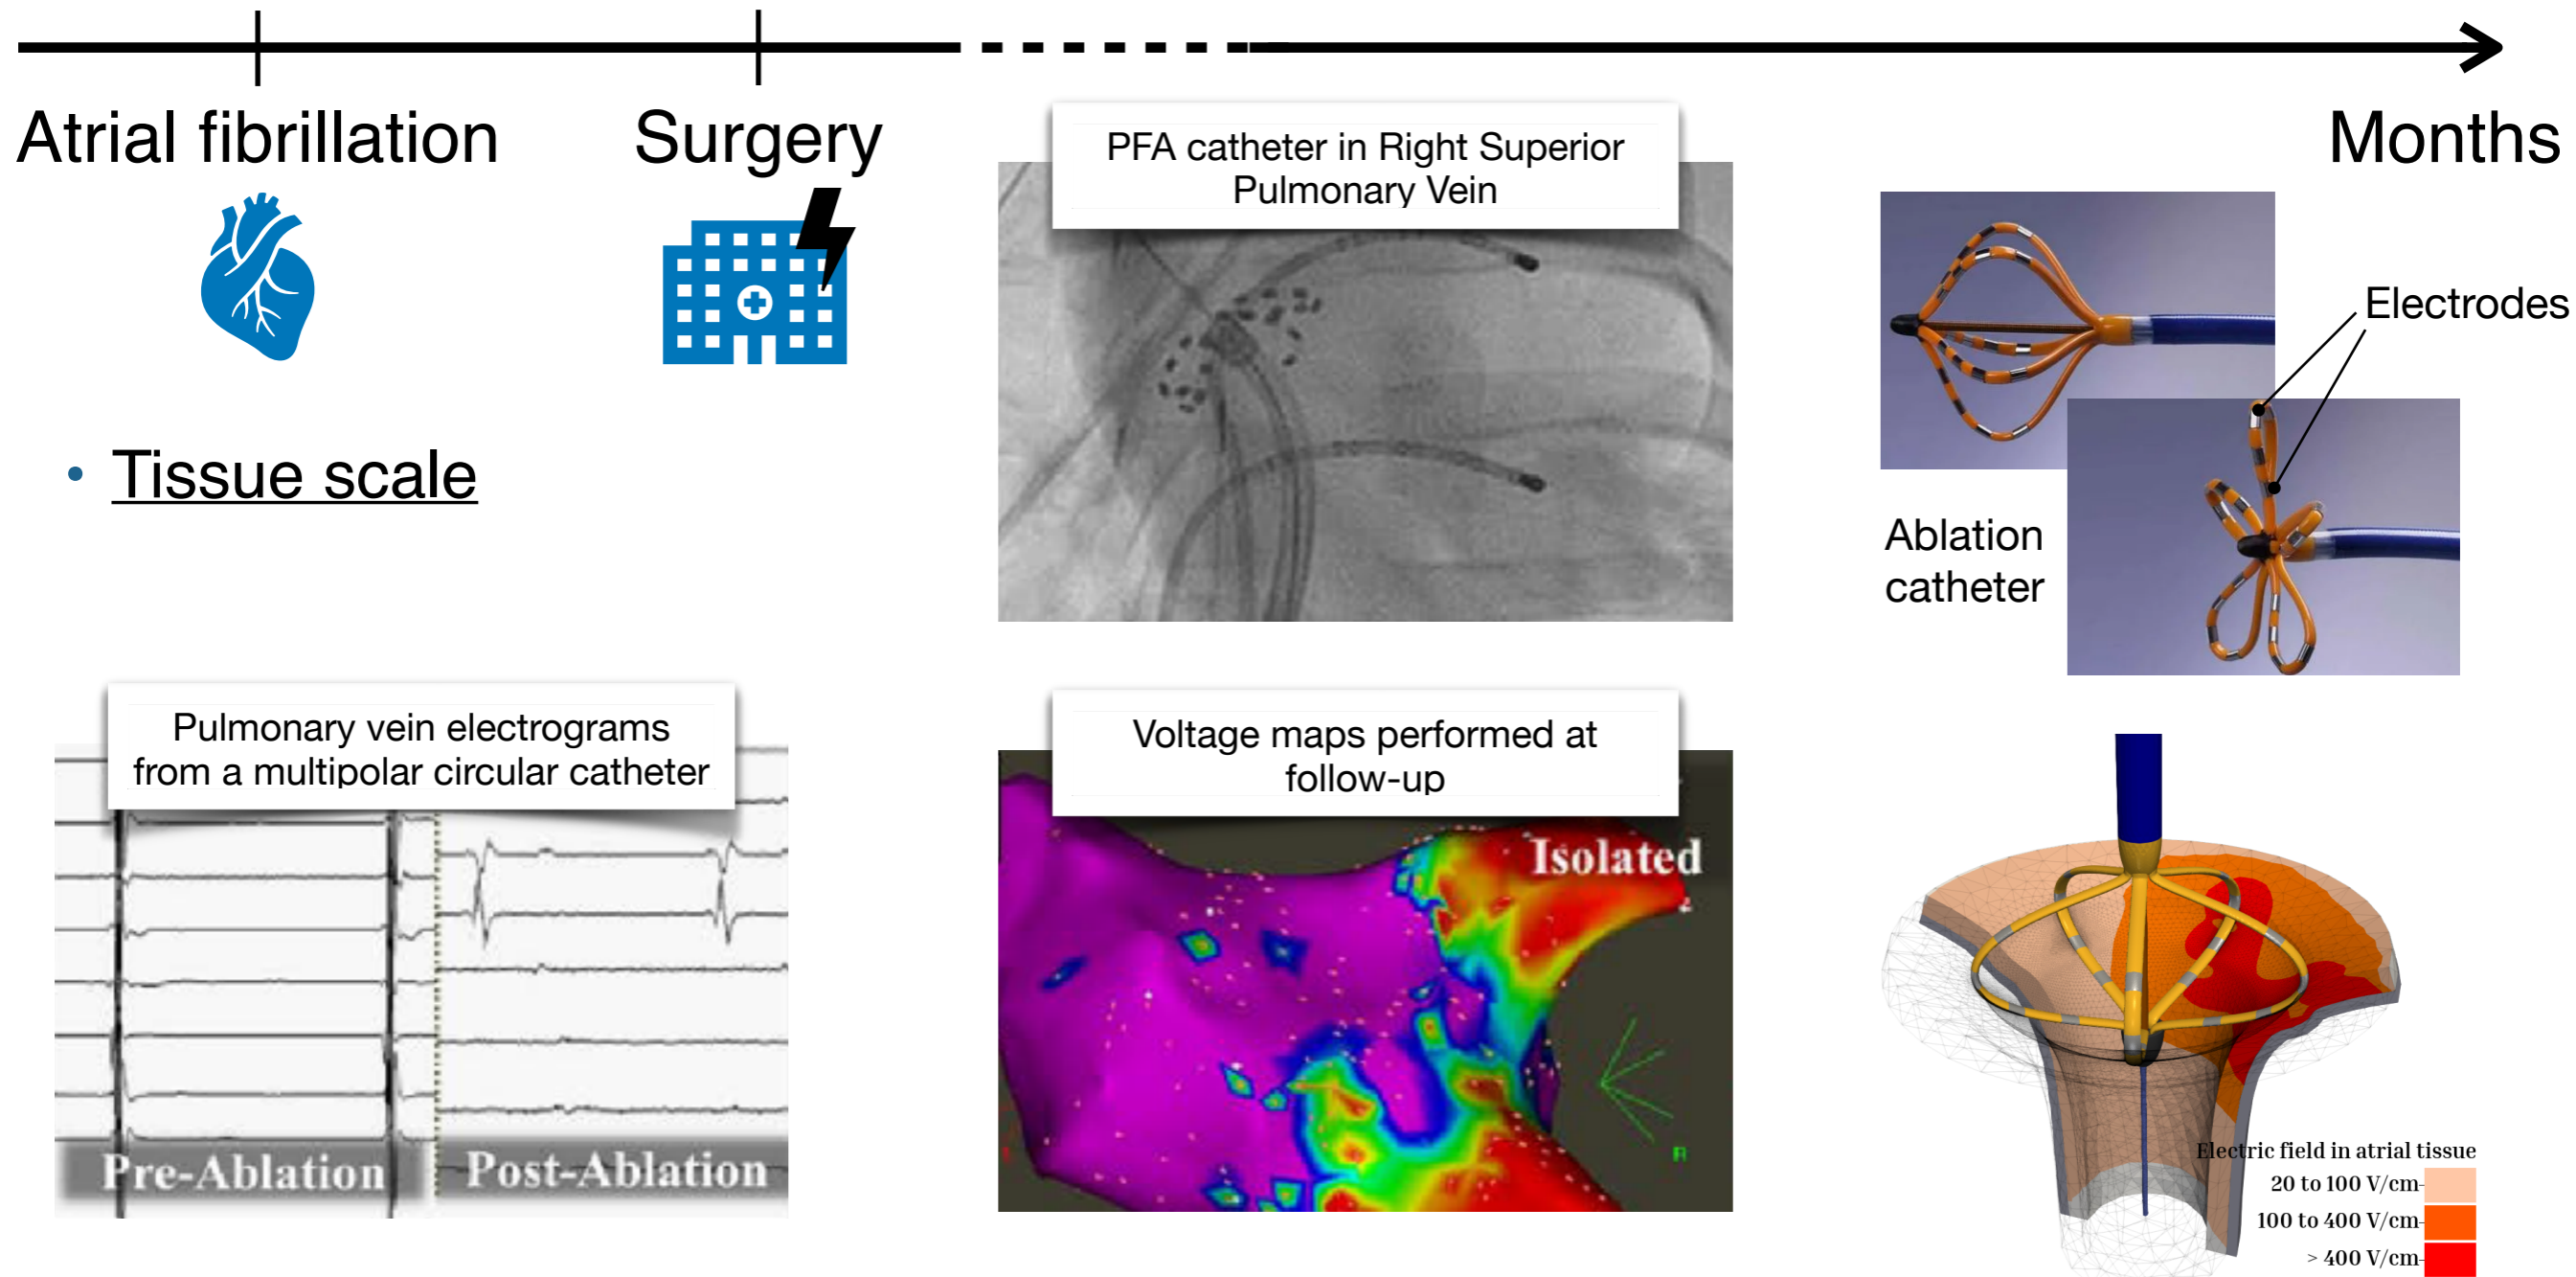 Atrial fibrillation
Surgery
Months
PFA catheter in Right Superior
Pulmonary Vein
Electrodes
• Tissue scale
Ablation
catheter
Pulmonary vein electrograms
from a multipolar circular catheter
Pre-Ablation
Post-Ablation
Voltage maps performed at
follow-up
Isolated
R
Electric field in atrial tissue
20 to 100 V/cm
100 to 400 V/cm
> 400 V/cm